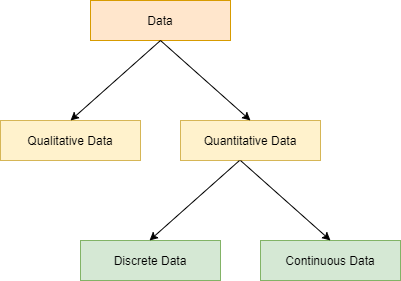 Data
Qualitative Data
Quantitative Data
Discrete Data
Continuous Data